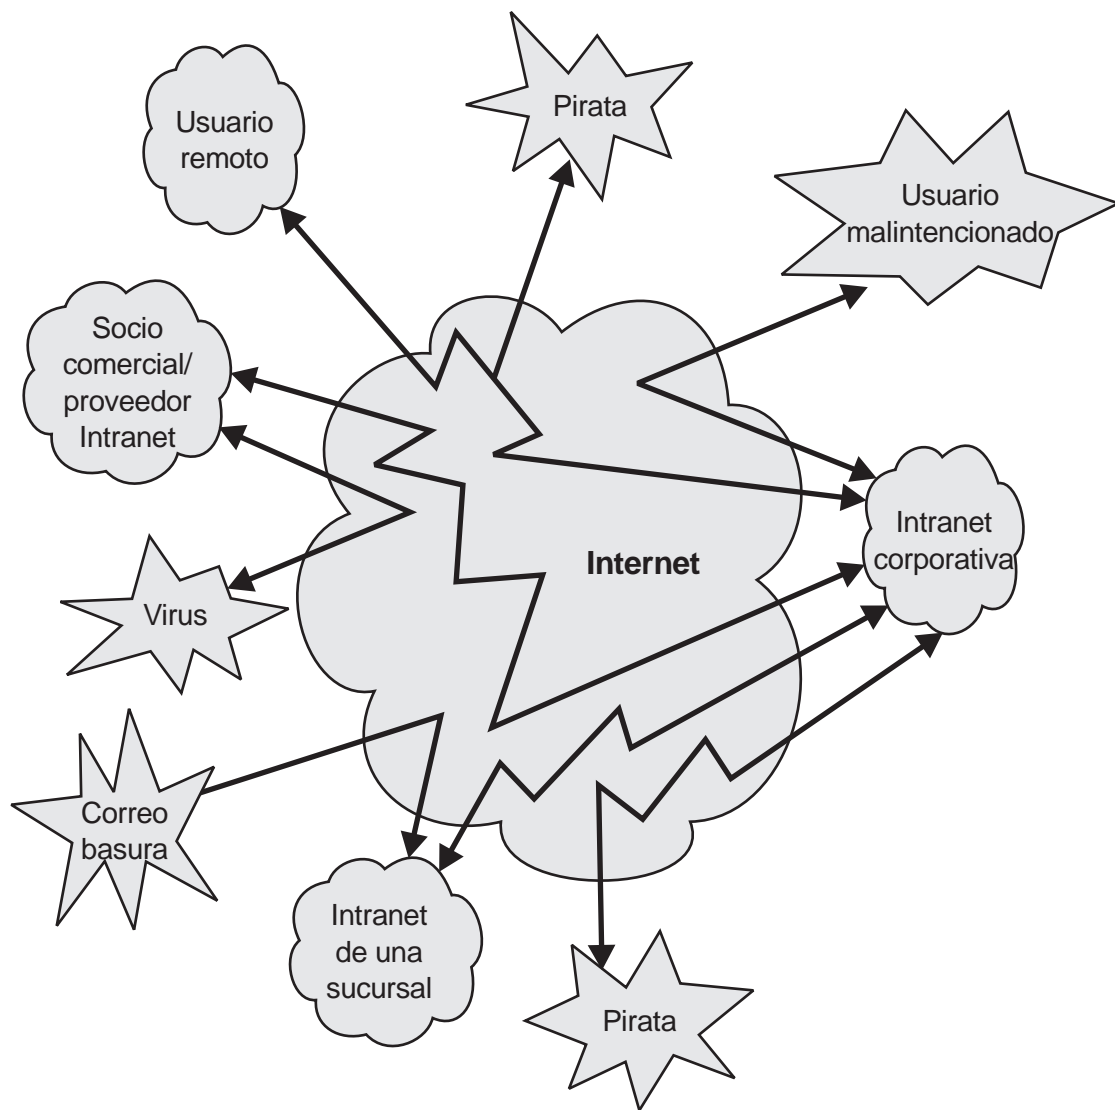 Usuario
remoto
Pirata
Usuario
malintencionado
Socio
comercial/
proveedor
Intranet
Internet
Intranet
corporativa
Virus
Correo
basura
Intranet
de una
sucursal
Pirata